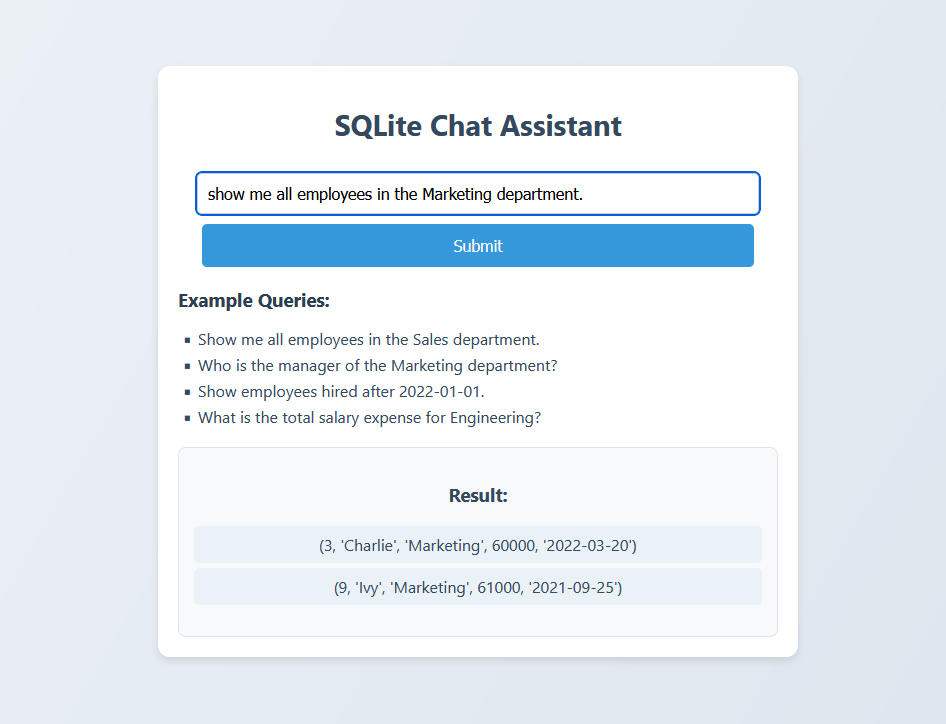 SQLite Chat Assistant
show me all employees in the Marketing department.
Submit
Example Queries:
▪ Show me all employees in the Sales department.
▪ Who is the manager of the Marketing department?
▪ Show employees hired after 2022-01-01.
▪ What is the total salary expense for Engineering?
Result:
(3, 'Charlie', 'Marketing', 60000, '2022-03-20')
(9, 'Ivy', 'Marketing', 61000, '2021-09-25')